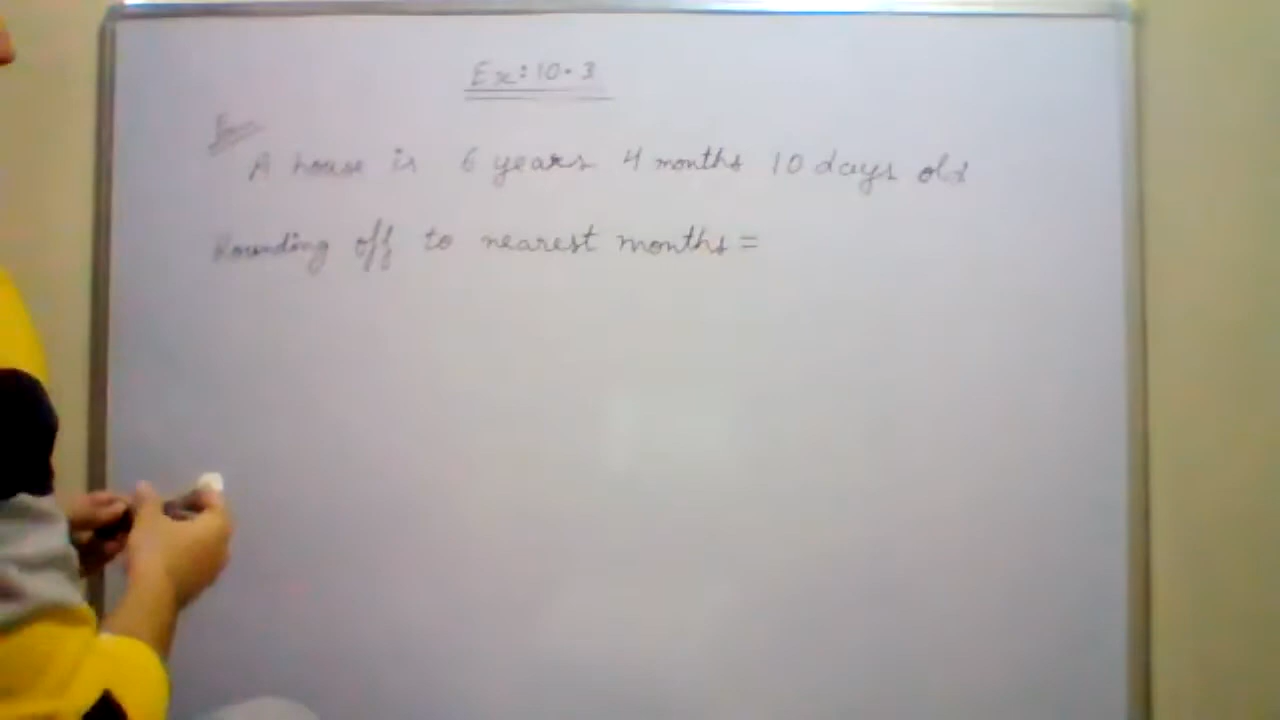 Ex: 10.3
A house is 6 years 4 months 10 days old
Rounding off to nearest months =